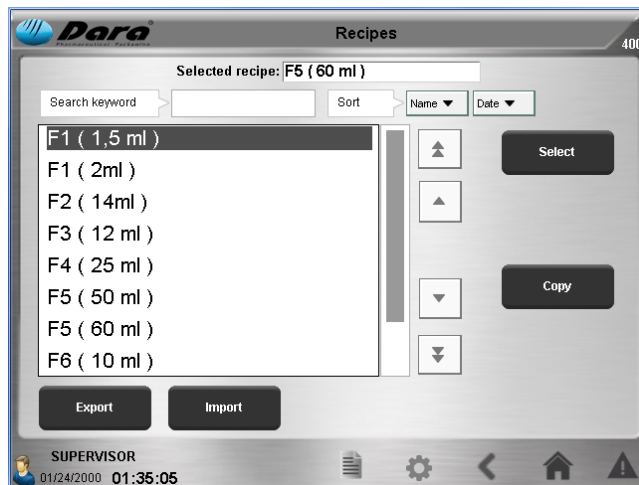 Dara
Pharmaceutical Packaging
Recipes
400
Selected recipe: F5 ( 60 ml )
Search keyword
Sort
Name ▼
Date ▼
F1 ( 1,5 ml )
F1 ( 2ml )
F2 ( 14ml )
F3 ( 12 ml )
F4 ( 25 ml )
F5 ( 50 ml )
F5 ( 60 ml )
F6 ( 10 ml )
Select
Copy
Export
Import
SUPERVISOR
01/24/2000 01:35:05